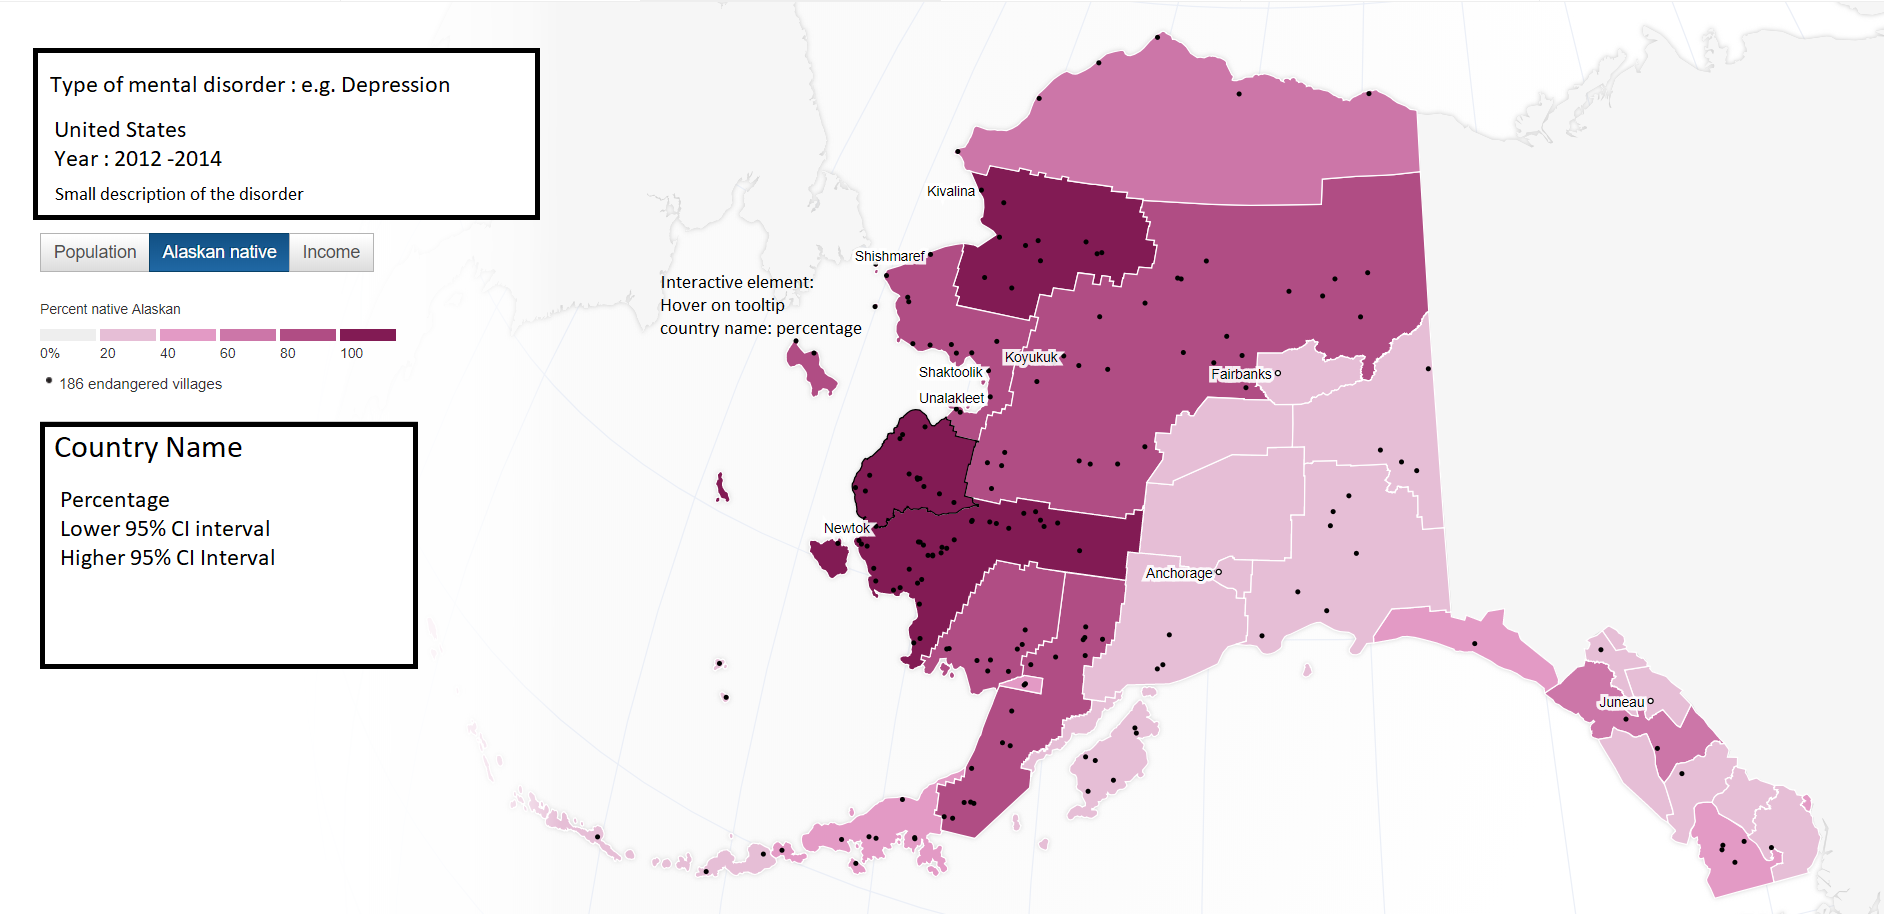 Type of mental disorder : e.g. Depression
United States
Year : 2012 -2014
Small description of the disorder
Population
Alaskan native
Income
Percent native Alaskan
0% 20 40 60 80 100
186 endangered villages
Country Name
Percentage
Lower 95% CI interval
Higher 95% CI Interval
Interactive element:
Hover on tooltip
country name: percentage
Kivalina
Shishmaref
Koyukuk
Shaktoolik
Fairbanks
Unalakleet
Newtok
Anchorage
Juneau